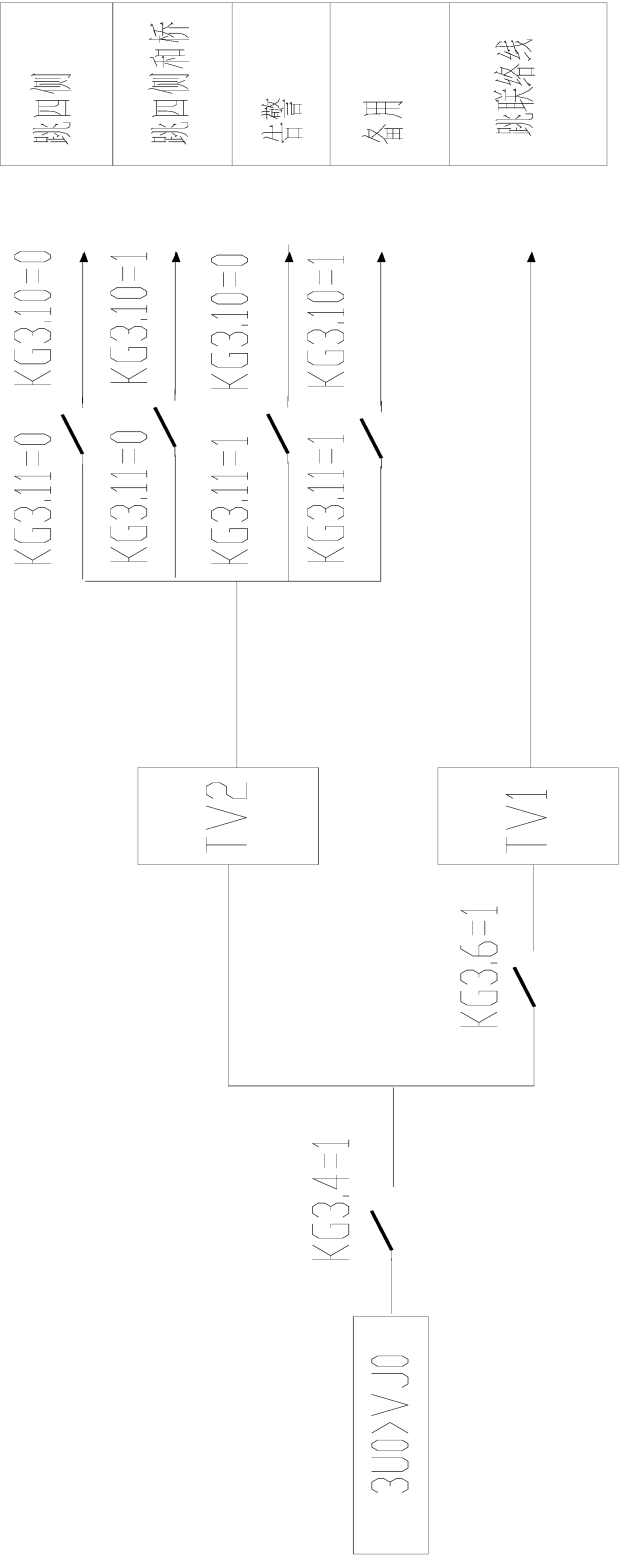 KG3.11=0
KG3.10=0
跳四侧
KG3.11=0
KG3.10=1
跳四侧和桥
TV2
KG3.11=1
KG3.10=0
告警
KG3.4=1
KG3.11=1
KG3.10=1
备用
3U0>VJ0
KG3.6=1
TV1
跳联络线